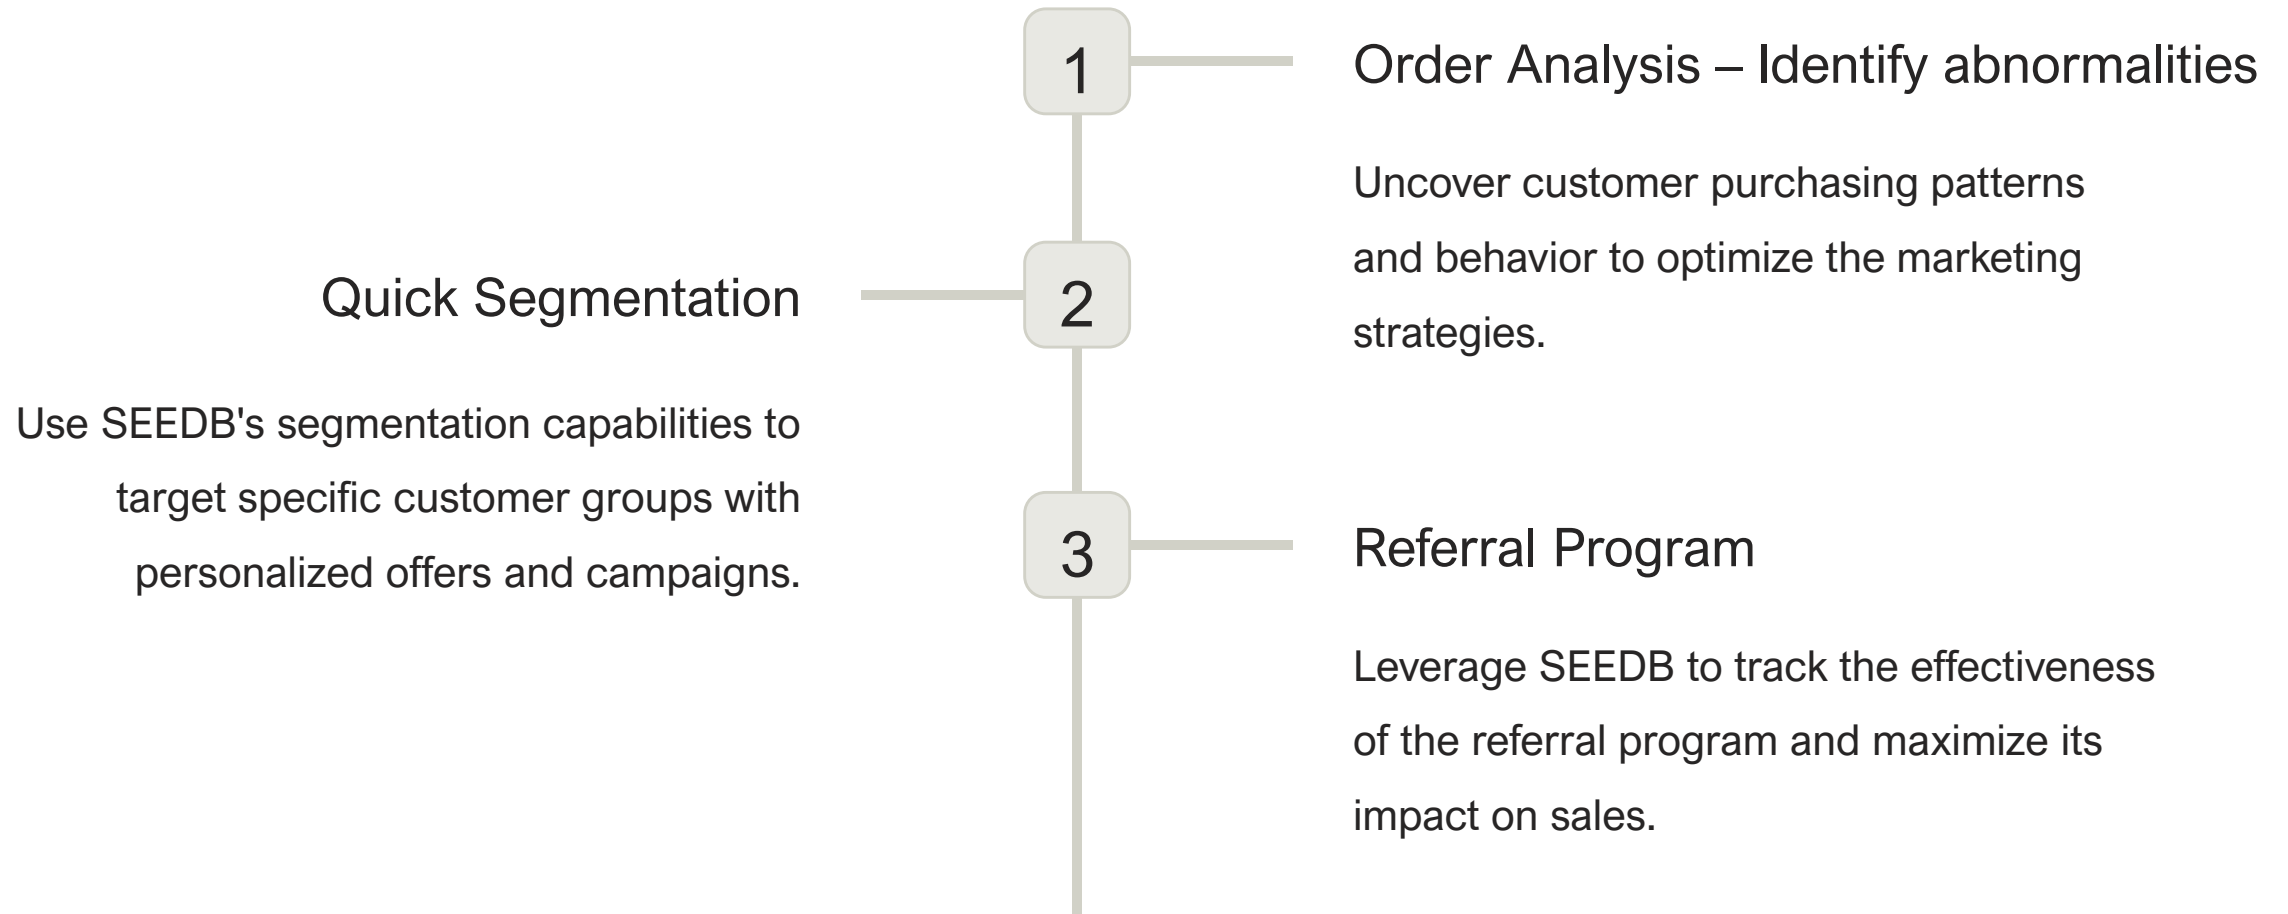 1
Order Analysis – Identify abnormalities
Uncover customer purchasing patterns
and behavior to optimize the marketing
strategies.
2
Quick Segmentation
Use SEEDB's segmentation capabilities to
target specific customer groups with
personalized offers and campaigns.
3
Referral Program
Leverage SEEDB to track the effectiveness
of the referral program and maximize its
impact on sales.